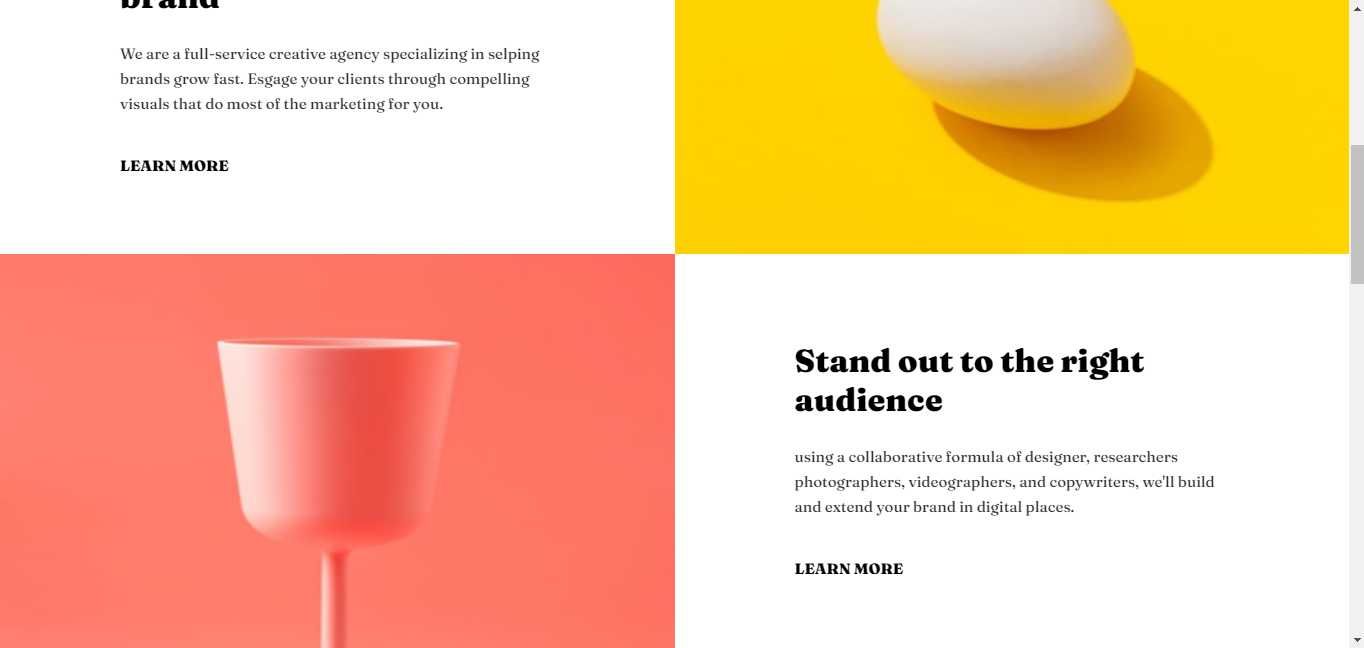 brand
We are a full-service creative agency specializing in selping
brands grow fast. Esgage your clients through compelling
visuals that do most of the marketing for you.
LEARN MORE
Stand out to the right
audience
using a collaborative formula of designer, researchers
photographers, videographers, and copywriters, we'll build
and extend your brand in digital places.
LEARN MORE